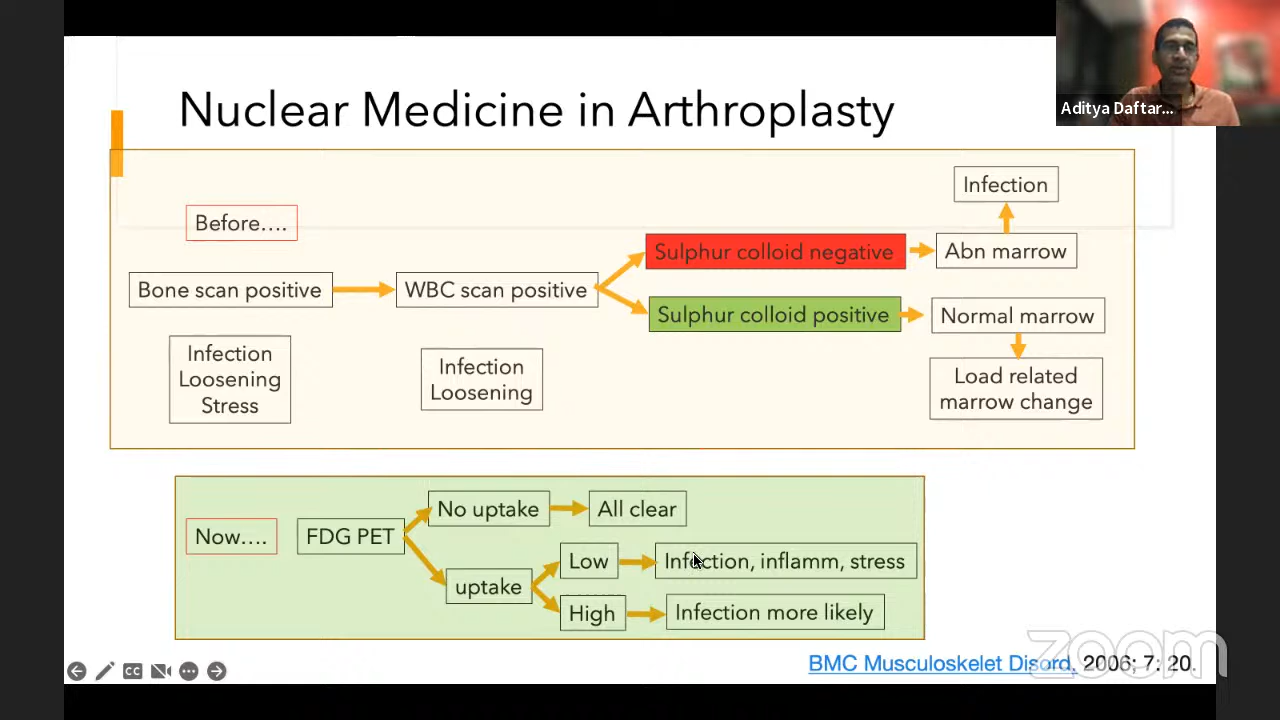 Nuclear Medicine in Arthroplasty
Aditya Daftar...
Before....
Bone scan positive
WBC scan positive
Sulphur colloid negative
Abn marrow
Infection
Sulphur colloid positive
Normal marrow
Load related
marrow change
Infection
Loosening
Stress
Infection
Loosening
Now....
FDG PET
No uptake
All clear
uptake
Low
Infection, inflamm, stress
High
Infection more likely
BMC Musculoskelet Disord. 2006; 7: 20.
zoom
CC